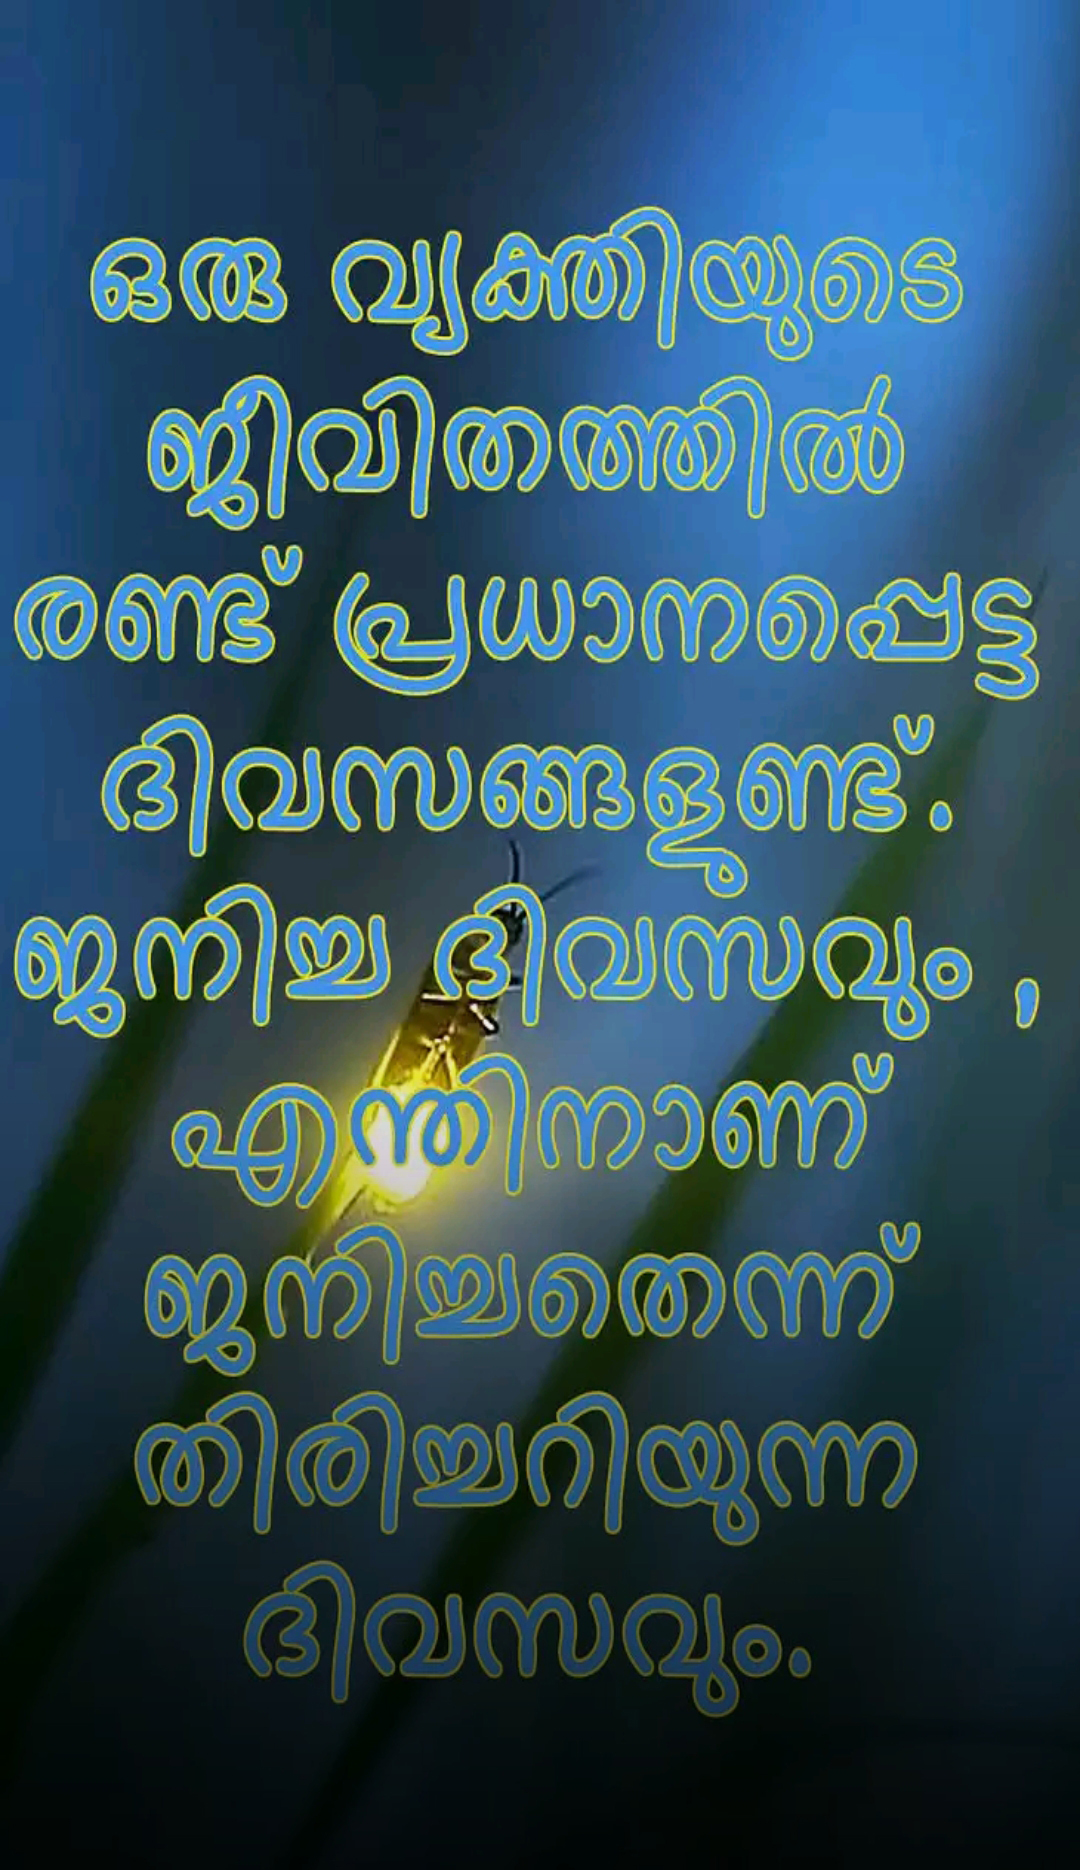 ഒരു വ്യക്തിയുടെ
ജീവിതത്തിൽ
രണ്ട് പ്രധാനപ്പെട്ട
ദിവസങ്ങളുണ്ട്.
ജനിച്ച ദിവസവും ,
എന്തിനാണ്
ജനിച്ചതെന്ന്
തിരിച്ചറിയുന്ന
ദിവസവും.